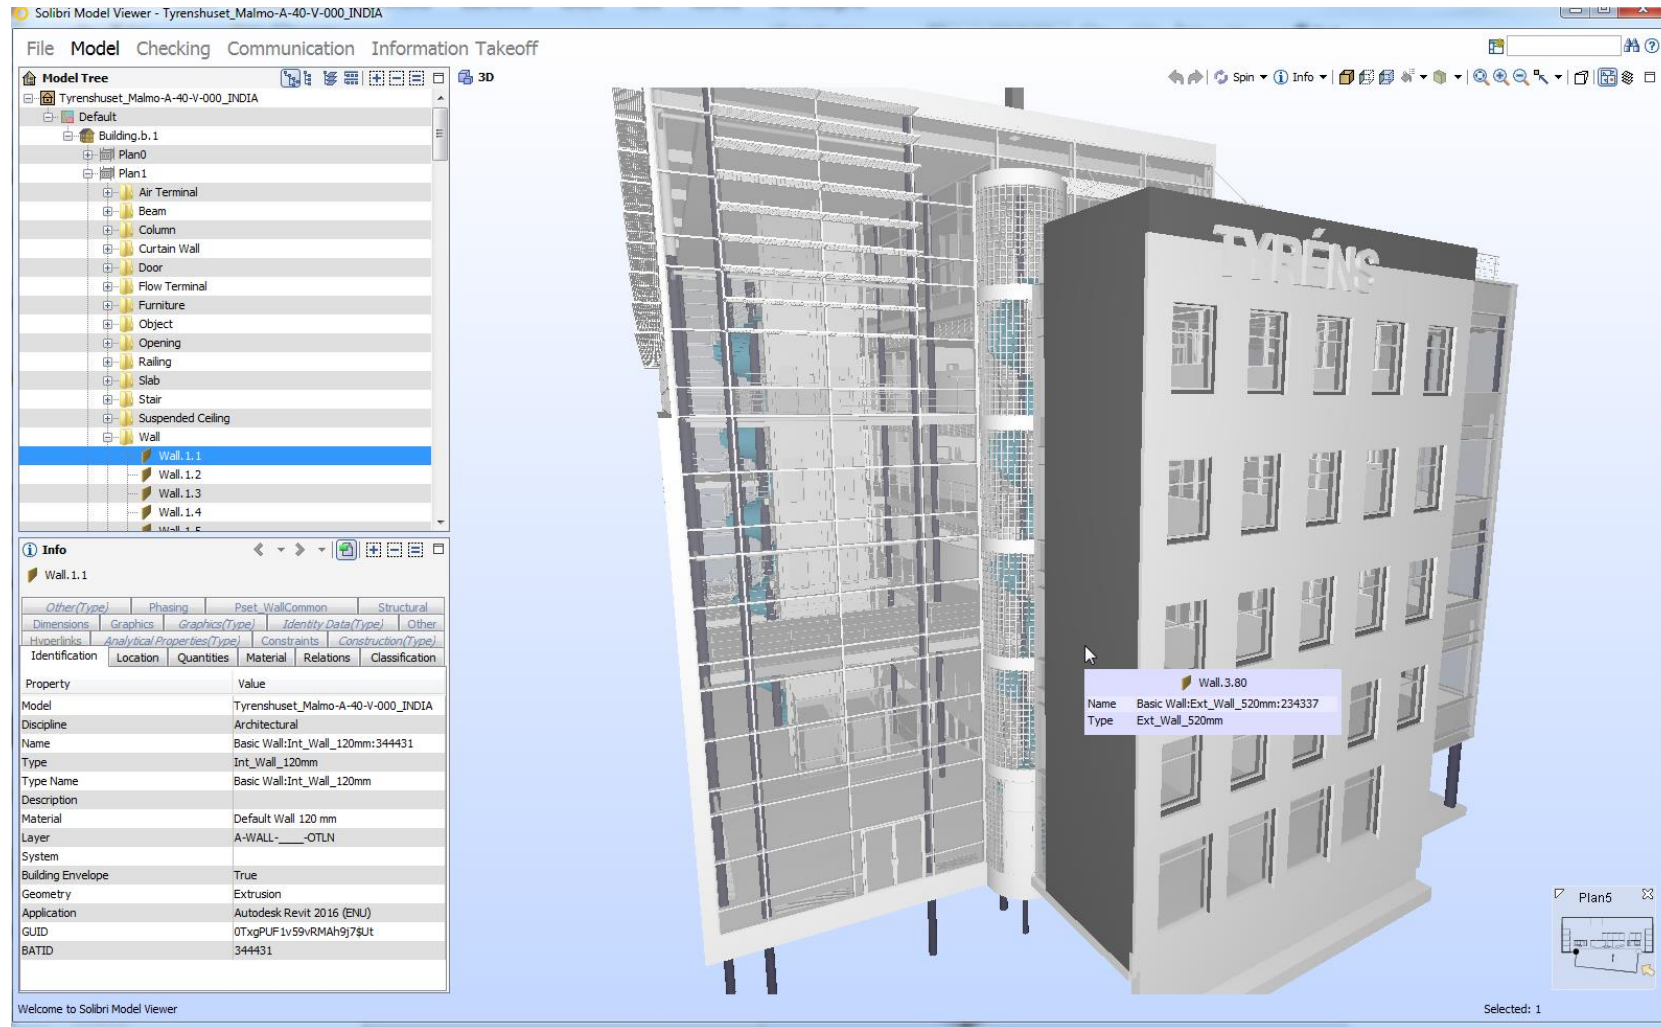 Solibri Model Viewer - Tyrenshuset_Malmo-A-40-V-000_INDIA
File Model Checking Communication Information Takeoff
Model Tree
3D
Spin Info
Tyrenshuset_Malmo-A-40-V-000_INDIA
Default
Building.b.1
Plan0
Plan1
Air Terminal
Beam
Column
Curtain Wall
Door
Flow Terminal
Furniture
Object
Opening
Railing
Slab
Stair
Suspended Ceiling
Wall
Wall.1.1
Wall.1.2
Wall.1.3
Wall.1.4
Wall.1.5
Info
Wall.1.1
Other(Type) Phasing Pset_WallCommon Structural
Dimensions Graphics Graphics(Type) Identity Data(Type) Other
Hyperlinks Analytical Properties(Type) Constraints Construction(Type)
Identification Location Quantities Material Relations Classification
Property Value
Model Tyrenshuset_Malmo-A-40-V-000_INDIA
Discipline Architectural
Name Basic Wall:Int_Wall_120mm:344431
Type Int_Wall_120mm
Type Name Basic Wall:Int_Wall_120mm
Description
Material Default Wall 120 mm
Layer A-WALL-____-OTLN
System
Building Envelope True
Geometry Extrusion
Application Autodesk Revit 2016 (ENU)
GUID 0TxgPUF1v59vRMAh9j7$Ut
BATID 344431
TYRÉNS
Wall.3.80
Name Basic Wall:Ext_Wall_520mm:234337
Type Ext_Wall_520mm
Plan5
Welcome to Solibri Model Viewer
Selected: 1